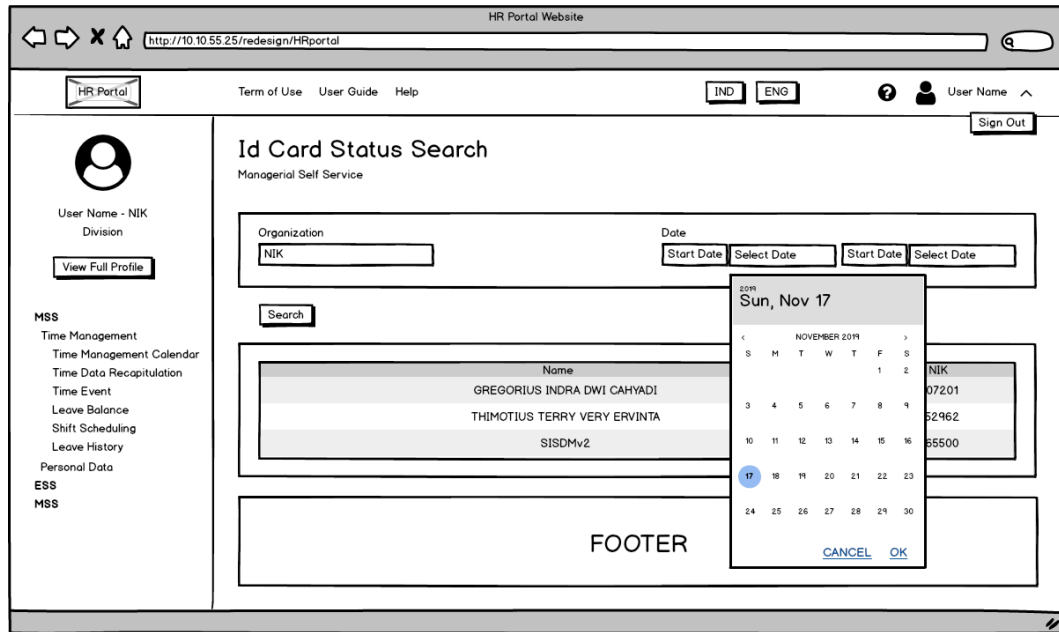 HR Portal Website
http://10.10.55.25/redesign/HRportal
HR Portal
Term of Use User Guide Help
IND ENG
User Name
Sign Out
User Name - NIK
Division
View Full Profile
MSS
Time Management
Time Management Calendar
Time Data Recapitulation
Time Event
Leave Balance
Shift Scheduling
Leave History
Personal Data
ESS
MSS
Id Card Status Search
Managerial Self Service
Organization
NIK
Date
Start Date Select Date Start Date Select Date
Search
Name NIK
GREGORIUS INDRA DWI CAHYADI 07201
THIMOTIUS TERRY VERY ERVINTA 52962
SISDMv2 65500
2019
Sun, Nov 17
< NOVEMBER 2019 >
S M T W T F S
1 2
3 4 5 6 7 8 9
10 11 12 13 14 15 16
17 18 19 20 21 22 23
24 25 26 27 28 29 30
CANCEL OK
FOOTER